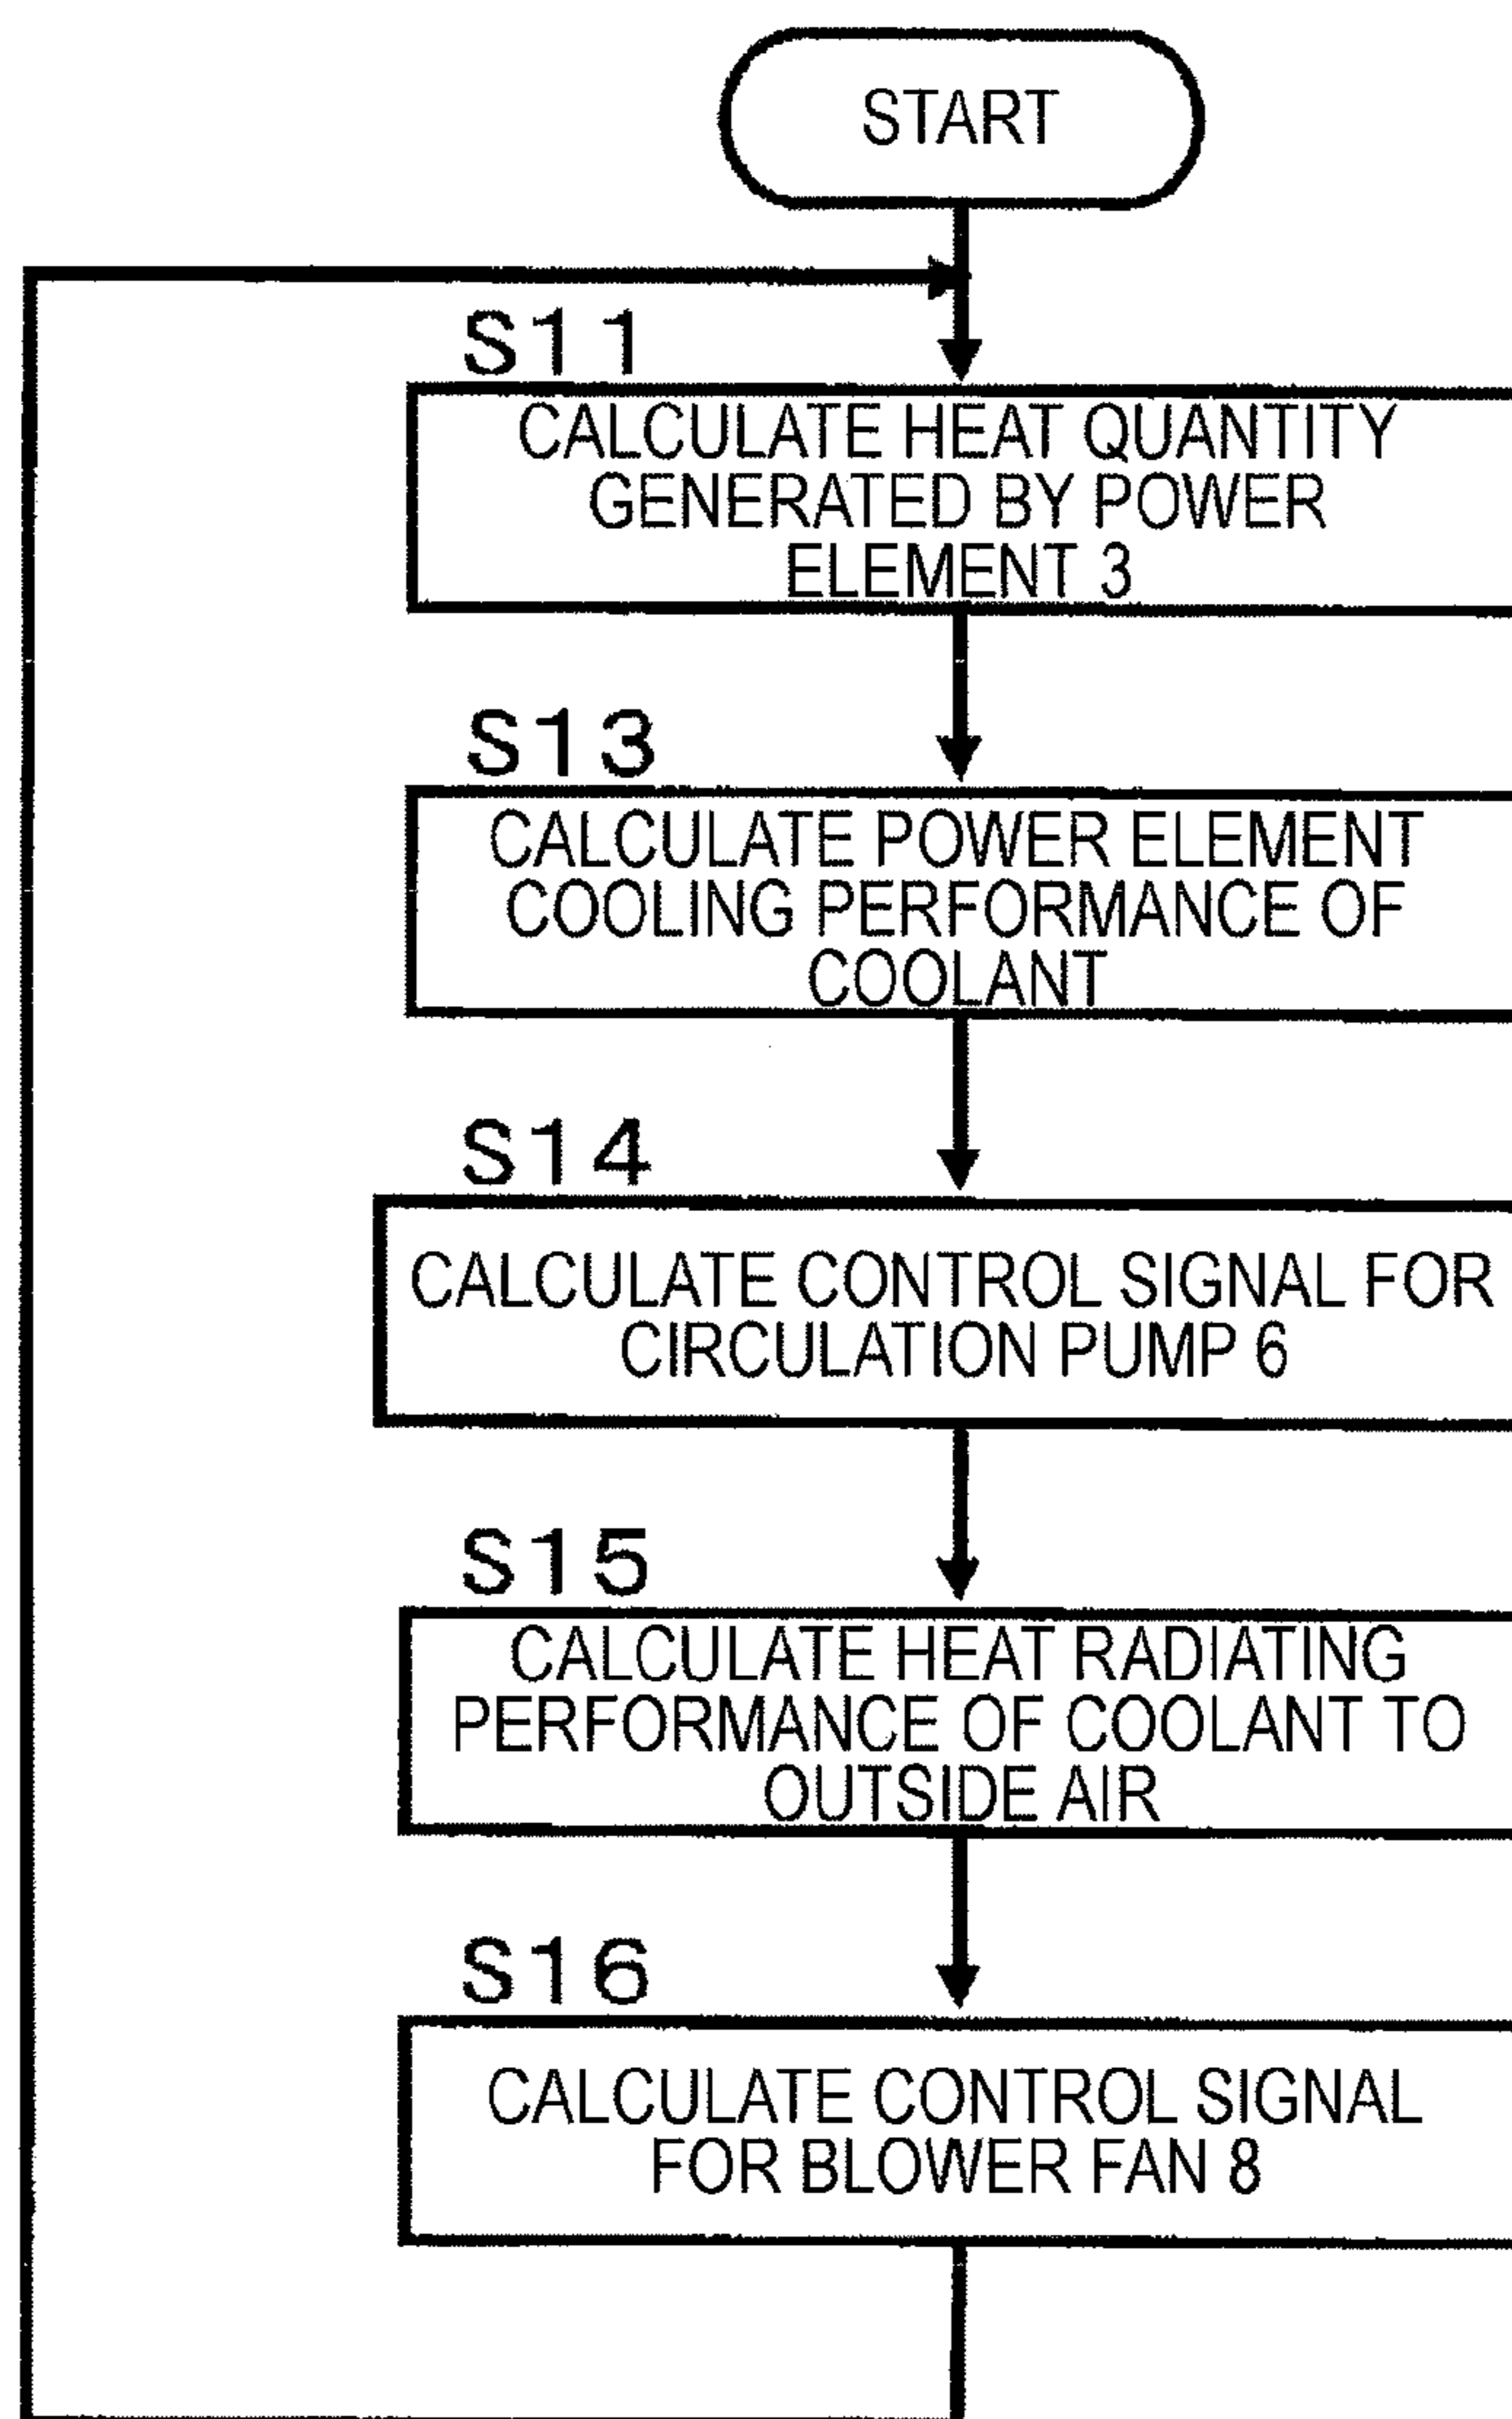 START
S11
CALCULATE HEAT QUANTITY
GENERATED BY POWER
ELEMENT 3
S13
CALCULATE POWER ELEMENT
COOLING PERFORMANCE OF
COOLANT
S14
CALCULATE CONTROL SIGNAL FOR
CIRCULATION PUMP 6
S15
CALCULATE HEAT RADIATING
PERFORMANCE OF COOLANT TO
OUTSIDE AIR
S16
CALCULATE CONTROL SIGNAL
FOR BLOWER FAN 8